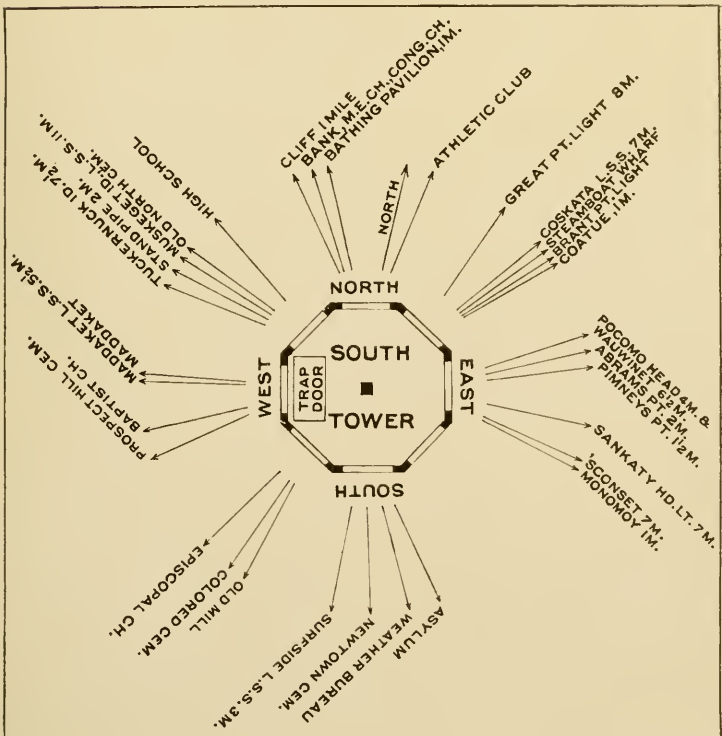 HIGH SCHOOL
OLD NORTH CEM.
MUSKEGET ID., L.S.S. 11M.
STAND PIPE 2 M.
TUCKERNUCK ID. 7½M.
CLIFF 1 MILE
BANK, M.E. CH., CONG. CH.
BATHING PAVILION, 1M.
NORTH
ATHLETIC CLUB
GREAT PT. LIGHT 8M.
COSKATA L.S.S. 7M.
STEAMBOAT WHARF
BRANT PT. LIGHT
COATUE, 1M.
POCOMO HEAD 4M. &
WAUWINET 6½M.
ABRAMS PT. 2M.
PIMNEYS PT. 1½M.
SANKATY HD. LT. 7M.
'SCONSET 7M.
MONOMOY 1M.
ASYLUM
WEATHER BUREAU
NEWTOWN CEM.
SURFSIDE L.S.S. 3M.
OLD MILL
COLORED CEM.
EPISCOPAL CH.
PROSPECT HILL CEM.
BAPTIST CH.
MADDAKET L.S.S. 5½M.
MADDAKET
NORTH
EAST
SOUTH
WEST
SOUTH
TOWER
TRAP
DOOR